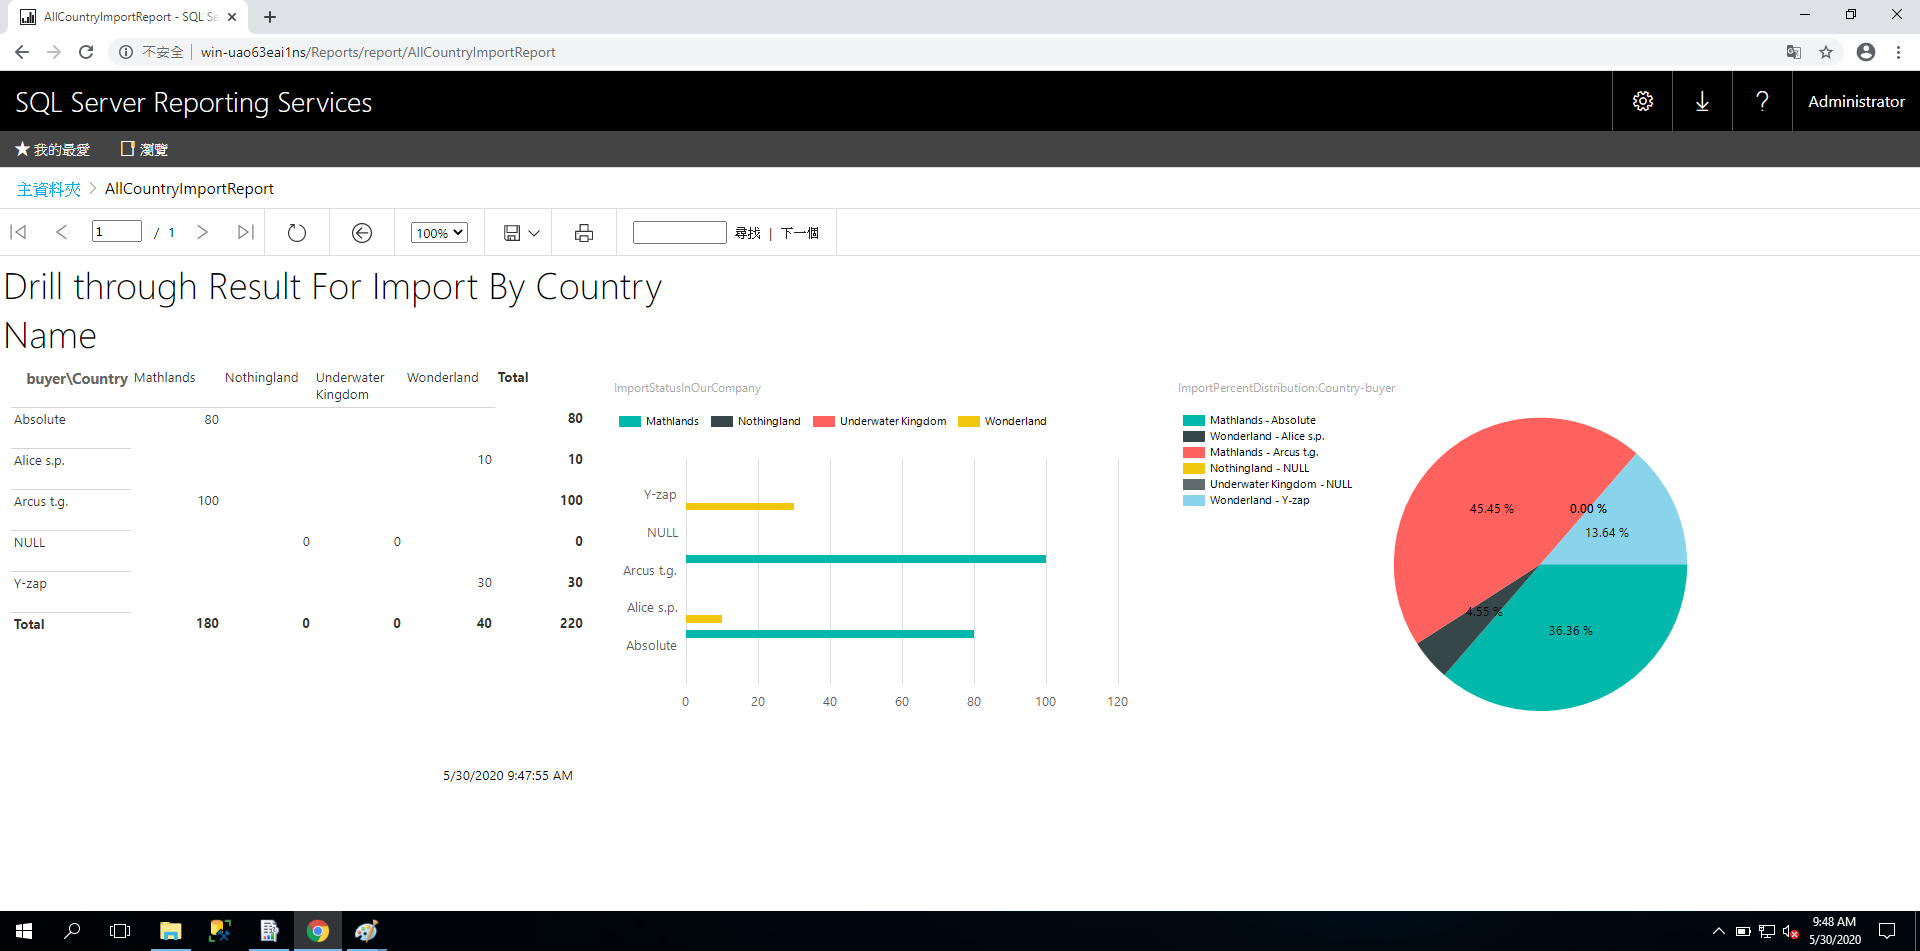 AllCountryImportReport - SQL Se
不安全 win-uao63eai1ns/Reports/report/AllCountryImportReport
SQL Server Reporting Services
? Administrator
我的最愛 瀏覽
主資料夾 > AllCountryImportReport
1 / 1 100% 尋找 | 下一個
Drill through Result For Import By Country
Name
buyer\Country Mathlands Nothingland Underwater Kingdom Wonderland Total
Absolute 80 80
Alice s.p. 10 10
Arcus t.g. 100 100
NULL 0 0 0
Y-zap 30 30
Total 180 0 0 40 220
5/30/2020 9:47:55 AM
ImportStatusInOurCompany
Mathlands Nothingland Underwater Kingdom Wonderland
Y-zap
NULL
Arcus t.g.
Alice s.p.
Absolute
0 20 40 60 80 100 120
ImportPercentDistribution:Country-buyer
Mathlands - Absolute
Wonderland - Alice s.p.
Mathlands - Arcus t.g.
Nothingland - NULL
Underwater Kingdom - NULL
Wonderland - Y-zap
45.45 % 0.00 %
13.64 %
4.55 %
36.36 %
9:48 AM
5/30/2020